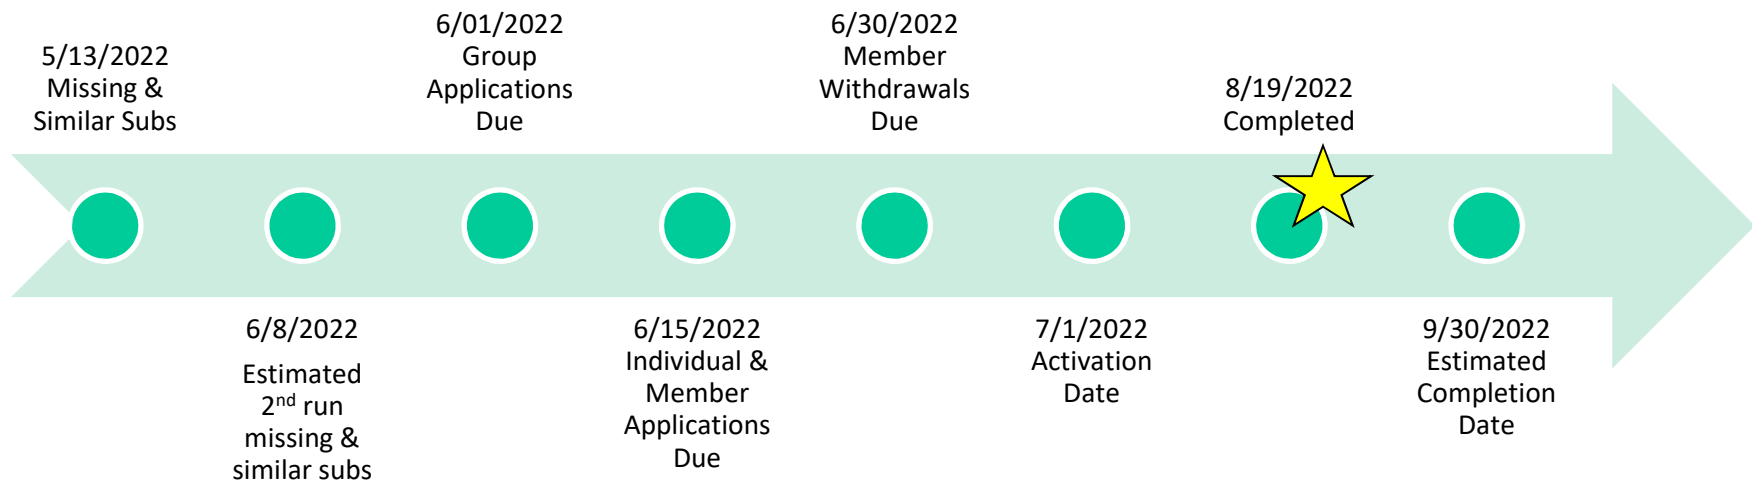 5/13/2022
Missing &
Similar Subs
6/8/2022
Estimated
2nd run
missing &
similar subs
6/01/2022
Group
Applications
Due
6/15/2022
Individual &
Member
Applications
Due
6/30/2022
Member
Withdrawals
Due
7/1/2022
Activation
Date
8/19/2022
Completed
9/30/2022
Estimated
Completion
Date